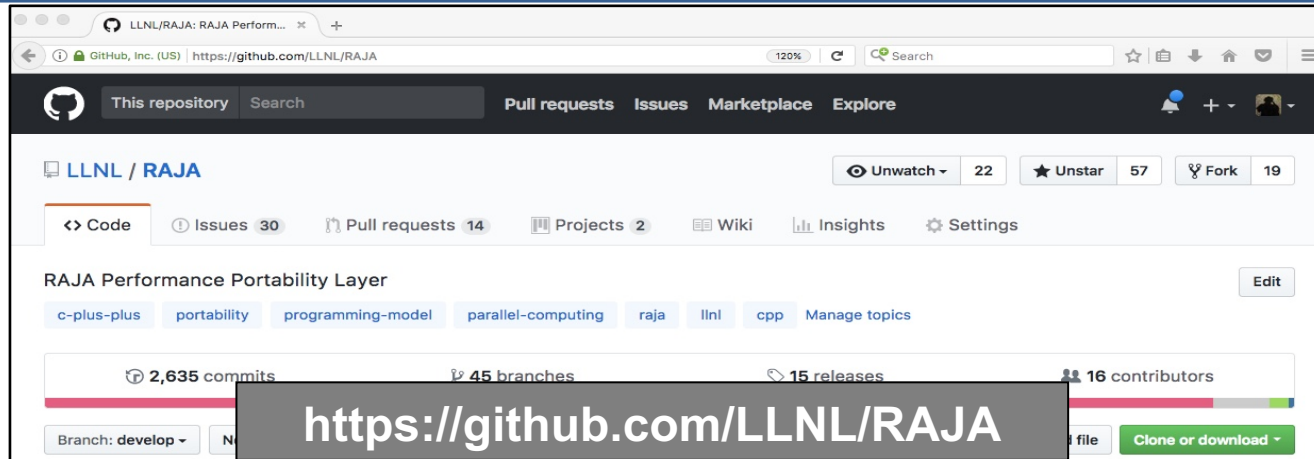 LLNL/RAJA: RAJA Perform... × +
GitHub, Inc. (US) https://github.com/LLNL/RAJA 120% Search
This repository Search Pull requests Issues Marketplace Explore
LLNL / RAJA Unwatch 22 Unstar 57 Fork 19
Code Issues 30 Pull requests 14 Projects 2 Wiki Insights Settings
RAJA Performance Portability Layer Edit
c-plus-plus portability programming-model parallel-computing raja llnl cpp Manage topics
2,635 commits 45 branches 15 releases 16 contributors
https://github.com/LLNL/RAJA
Branch: develop file Clone or download